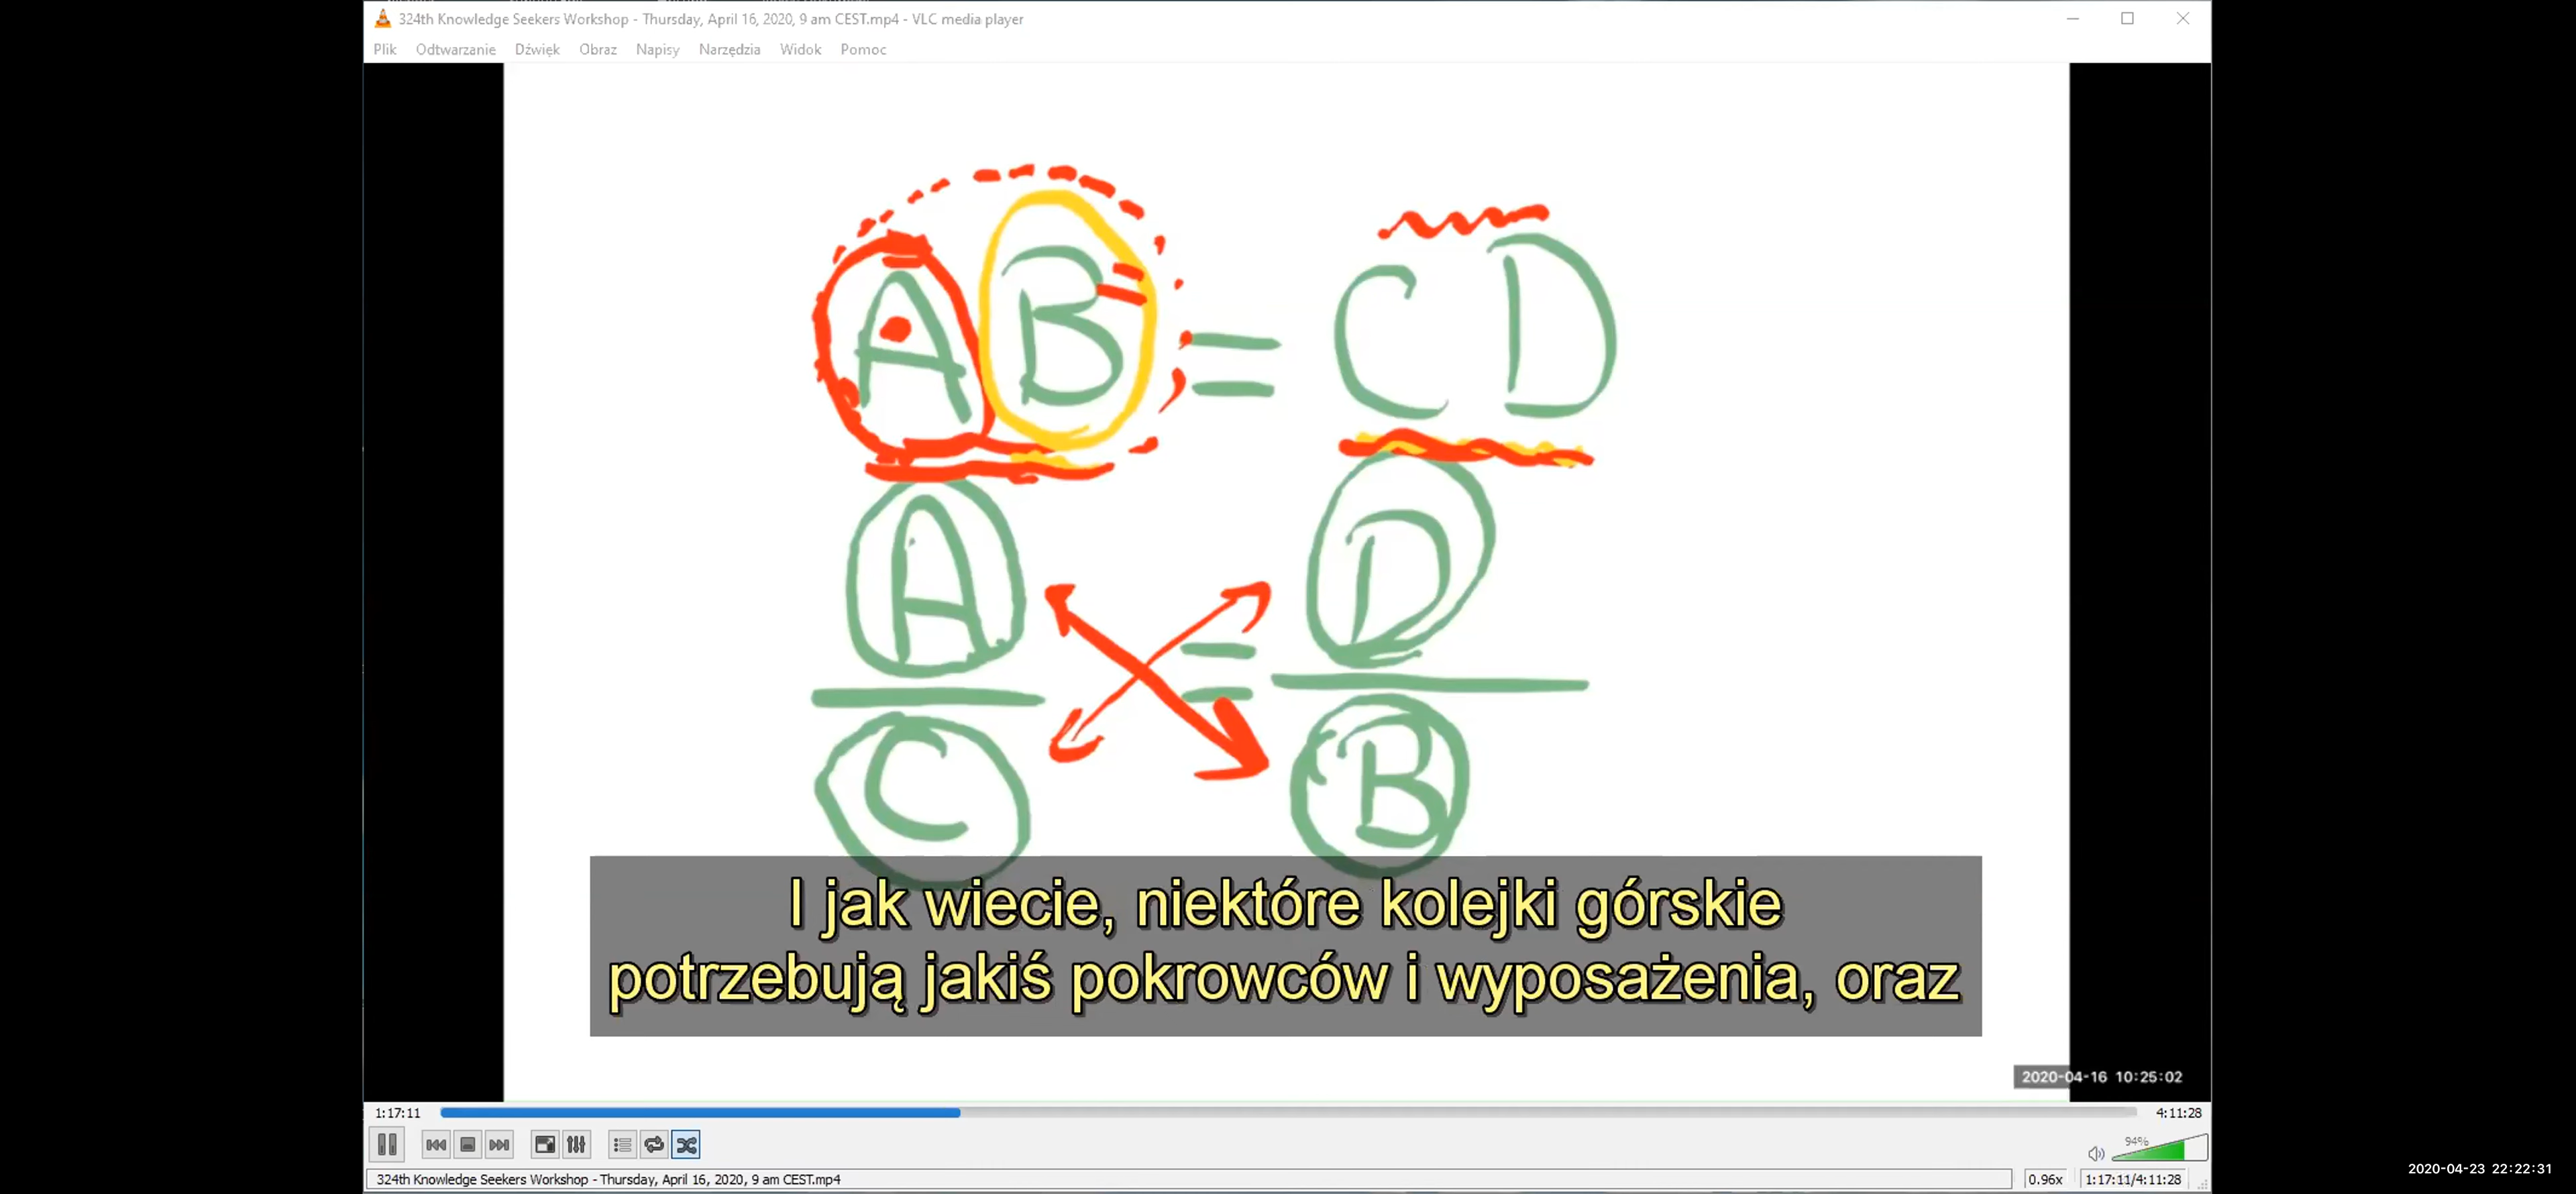 324th Knowledge Seekers Workshop - Thursday, April 16, 2020, 9 am CEST.mp4 - VLC media player
Plik Odtwarzanie Dźwięk Obraz Napisy Narzędzia Widok Pomoc
AB = CD
A = D
C B
I jak wiecie, niektóre kolejki górskie
potrzebują jakiś pokrowców i wyposażenia, oraz
2020-04-16 10:25:02
1:17:11 4:11:28
94%
324th Knowledge Seekers Workshop - Thursday, April 16, 2020, 9 am CEST.mp4 0.96x 1:17:11/4:11:28
2020-04-23 22:22:31